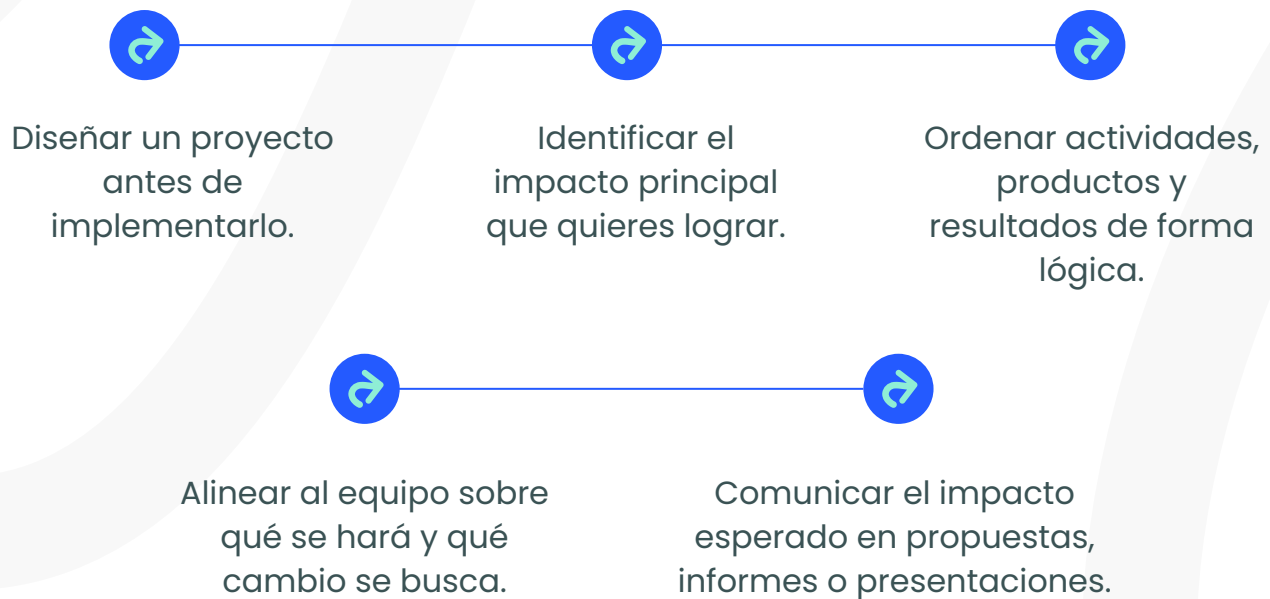 Diseñar un proyecto
antes de
implementarlo.
Identificar el
impacto principal
que quieres lograr.
Ordenar actividades,
productos y
resultados de forma
lógica.
Alinear al equipo sobre
qué se hará y qué
cambio se busca.
Comunicar el impacto
esperado en propuestas,
informes o presentaciones.